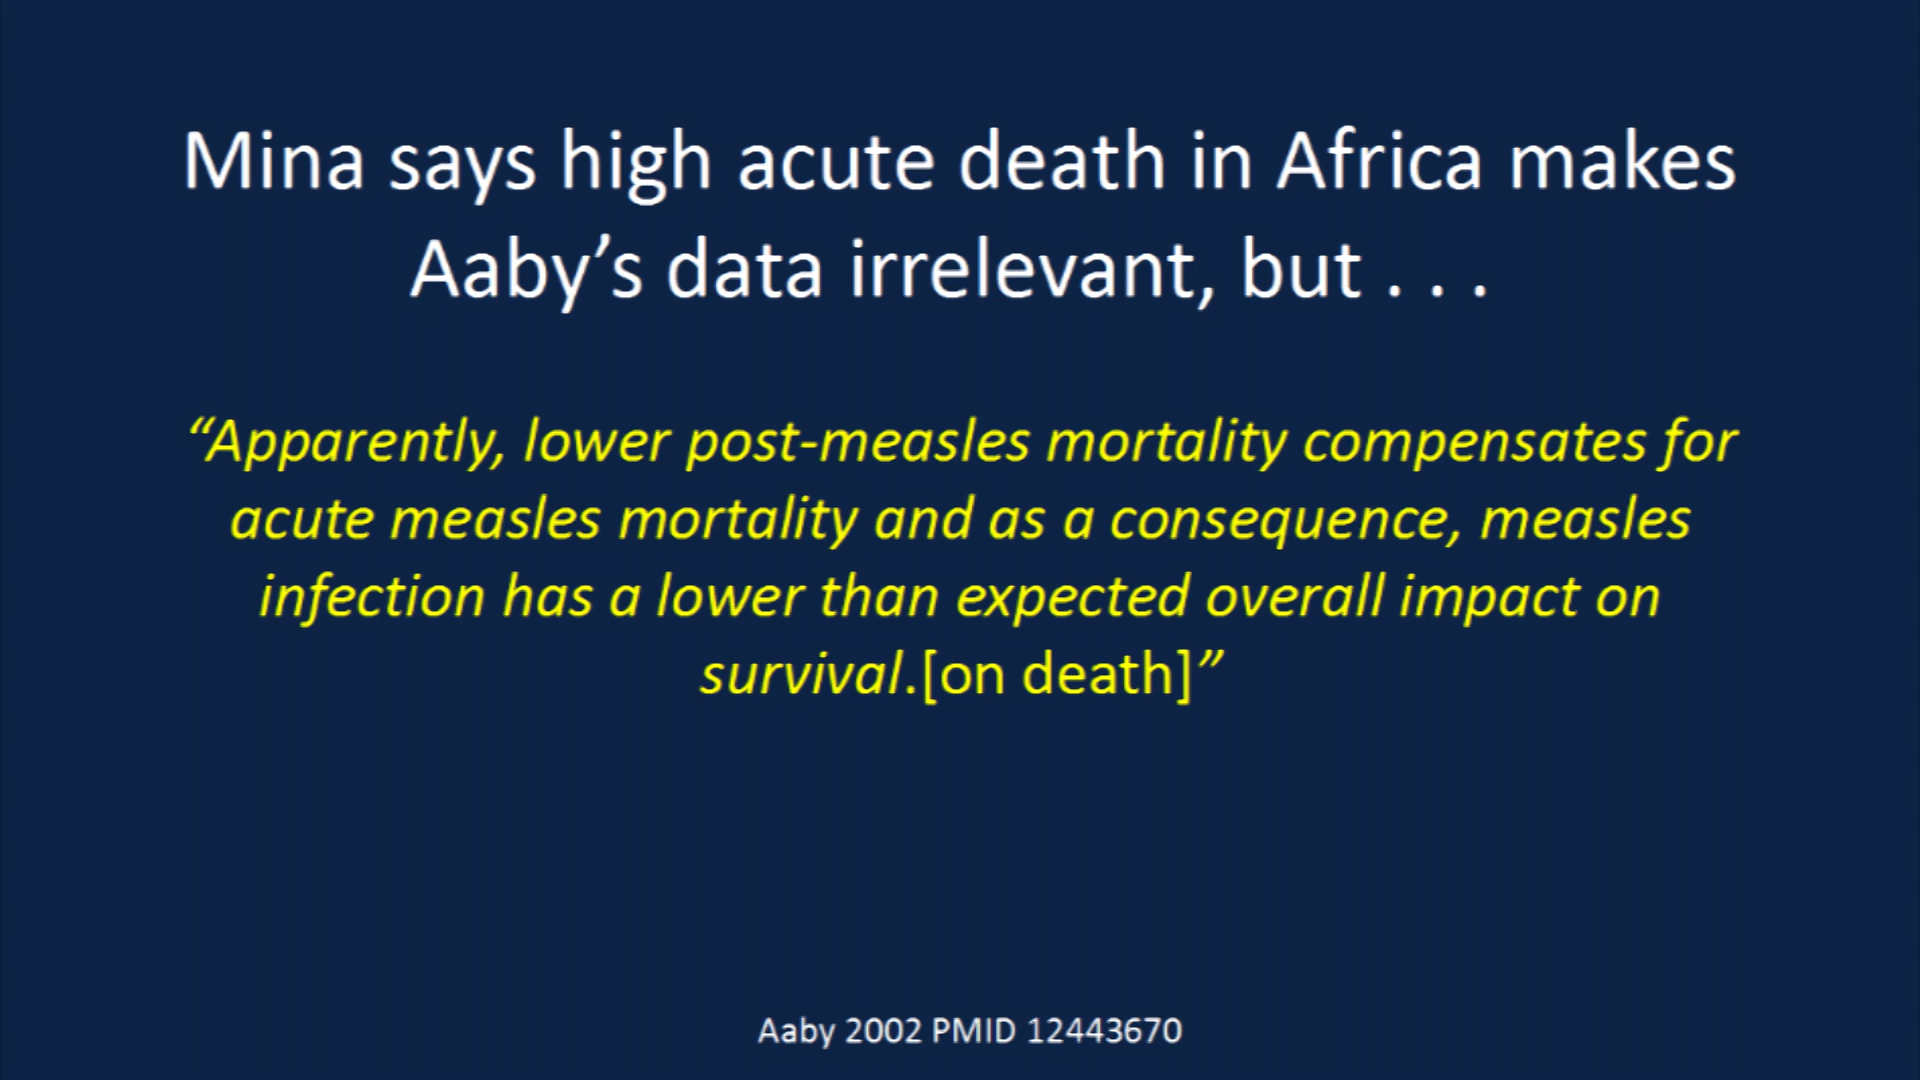 Mina says high acute death in Africa makes
Aaby’s data irrelevant, but . . .
“Apparently, lower post-measles mortality compensates for
acute measles mortality and as a consequence, measles
infection has a lower than expected overall impact on
survival.[on death]”
Aaby 2002 PMID 12443670